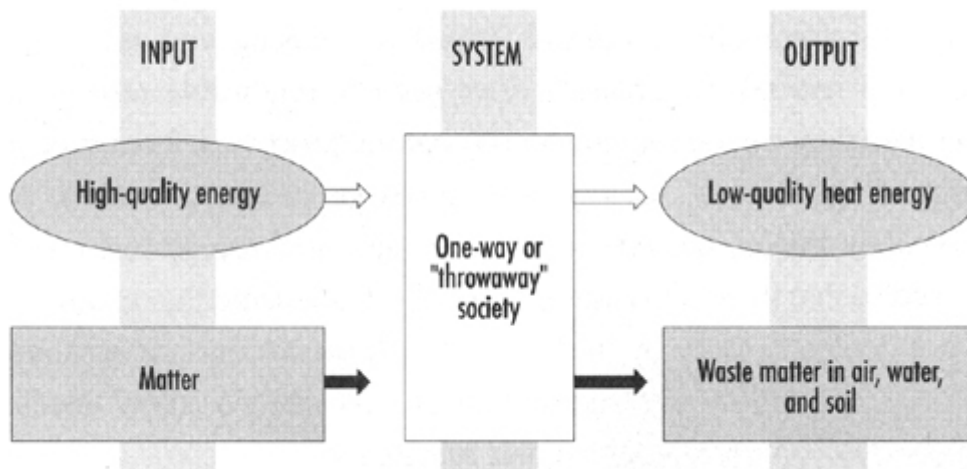 INPUT
SYSTEM
OUTPUT
High-quality energy
Low-quality heat energy
One-way or
"throwaway"
society
Matter
Waste matter in air, water,
and soil